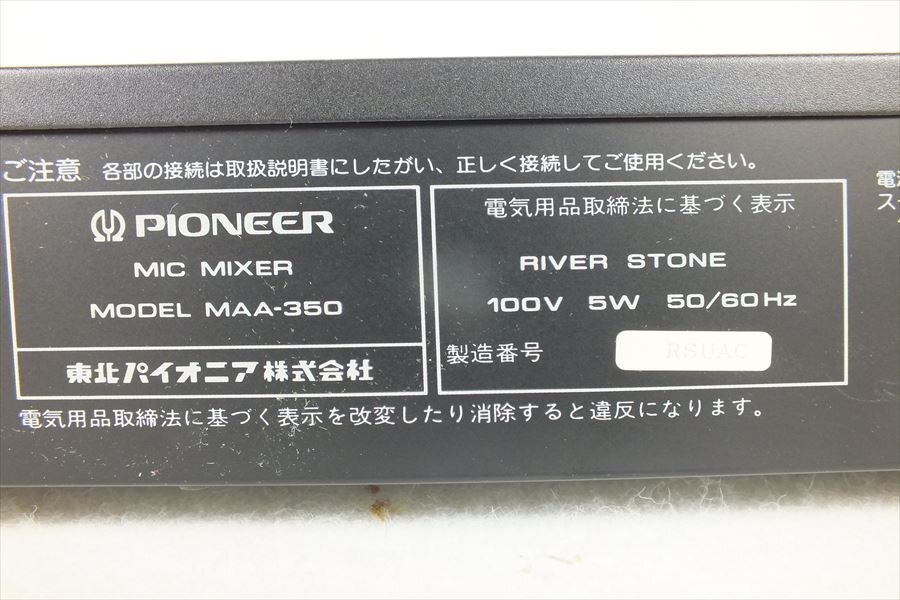 ご注意 各部の接続は取扱説明書にしたがい、正しく接続してご使用ください。
PIONEER
MIC MIXER
MODEL MAA-350
東北パイオニア株式会社
電気用品取締法に基づく表示
RIVER STONE
100V 5W 50/60Hz
製造番号 RSUAC
電気用品取締法に基づく表示を改変したり消除すると違反になります。